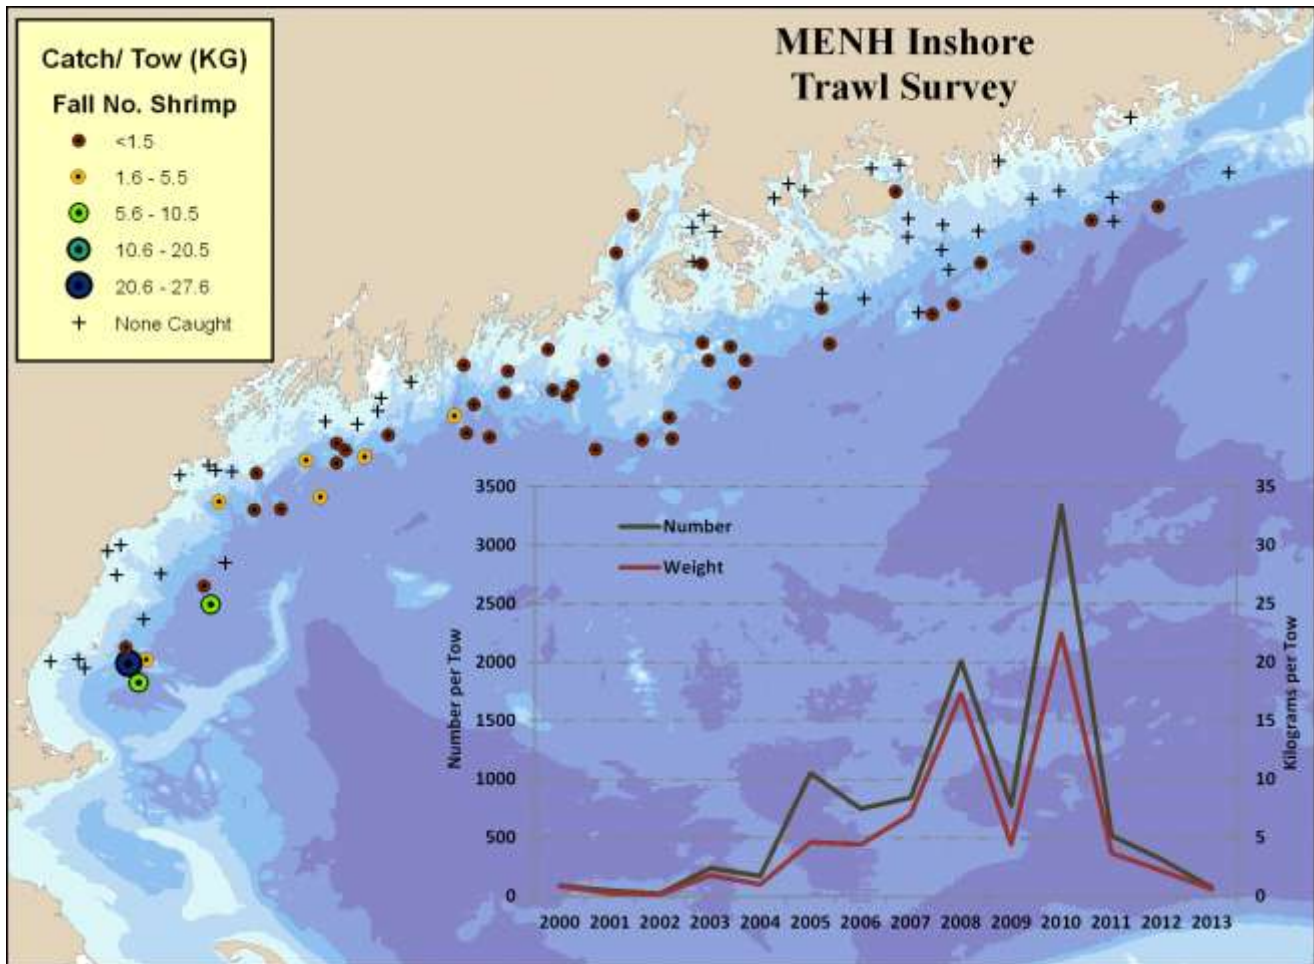 Catch/ Tow (KG)
Fall No. Shrimp
<1.5
1.6 - 5.5
5.6 - 10.5
10.6 - 20.5
20.6 - 27.6
None Caught
MENH Inshore
Trawl Survey
Number
Weight
Number per Tow
3500
3000
2500
2000
1500
1000
500
0
Kilograms per Tow
35
30
25
20
15
10
5
0
2000 2001 2002 2003 2004 2005 2006 2007 2008 2009 2010 2011 2012 2013